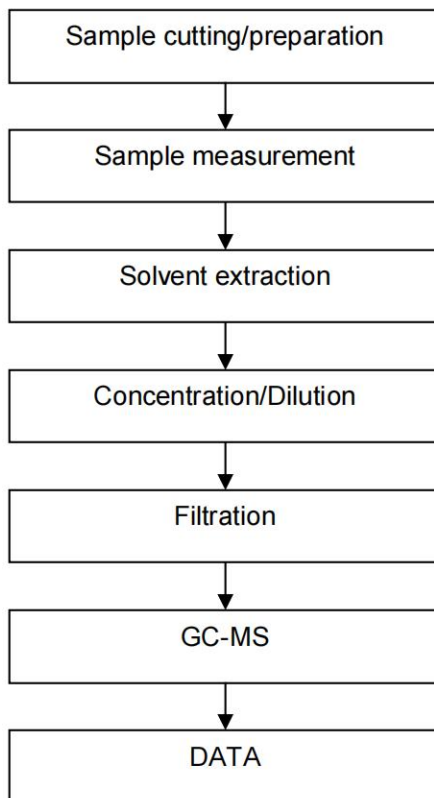 Sample cutting/preparation
Sample measurement
Solvent extraction
Concentration/Dilution
Filtration
GC-MS
DATA